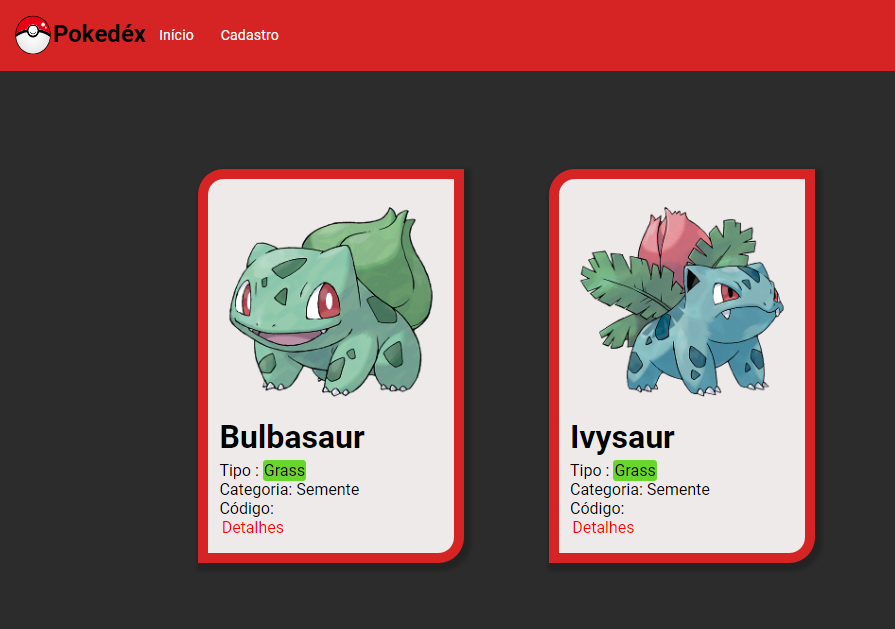 Pokedéx Início Cadastro
Bulbasaur
Tipo : Grass
Categoria: Semente
Código:
Detalhes
Ivysaur
Tipo : Grass
Categoria: Semente
Código:
Detalhes